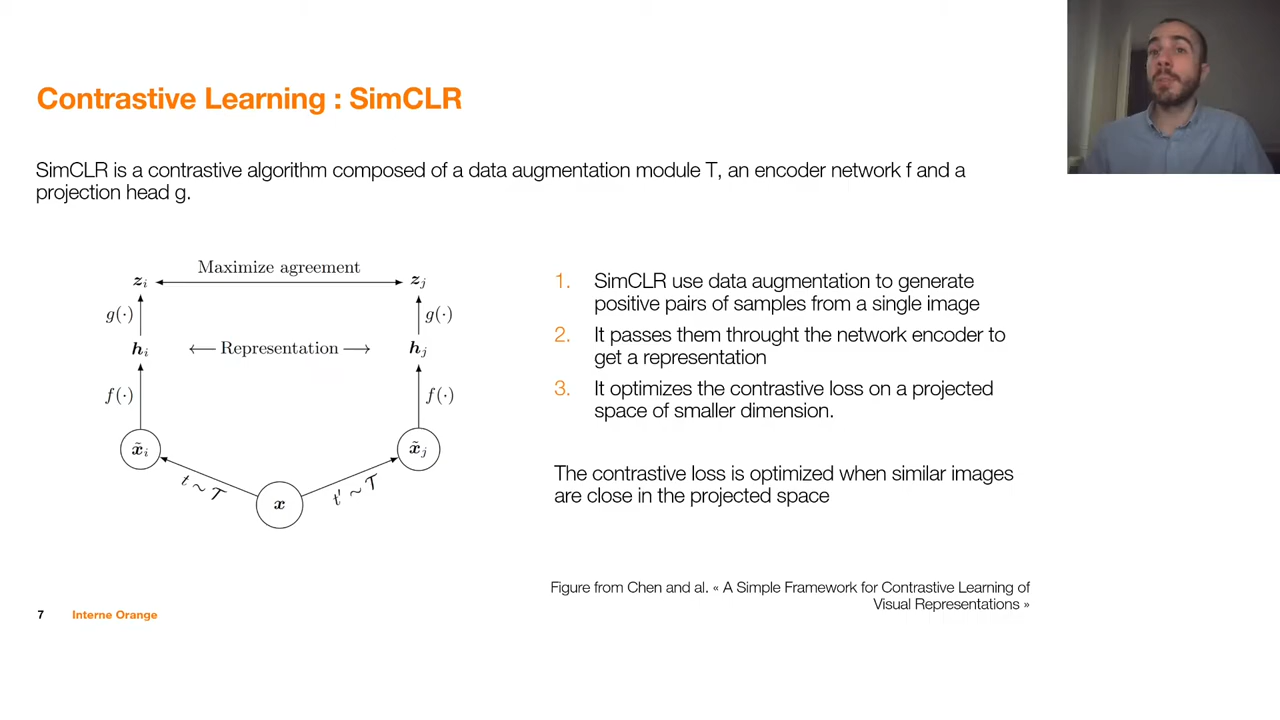 Contrastive Learning : SimCLR
SimCLR is a contrastive algorithm composed of a data augmentation module T, an encoder network f and a
projection head g.
Maximize agreement
z_i
z_j
g(·)
g(·)
h_i
← Representation →
h_j
f(·)
f(·)
x̃_i
x̃_j
t ~ T
t' ~ T
x
1. SimCLR use data augmentation to generate
positive pairs of samples from a single image
2. It passes them throught the network encoder to
get a representation
3. It optimizes the contrastive loss on a projected
space of smaller dimension.
The contrastive loss is optimized when similar images
are close in the projected space
Figure from Chen and al. « A Simple Framework for Contrastive Learning of
Visual Representations »
7 Interne Orange